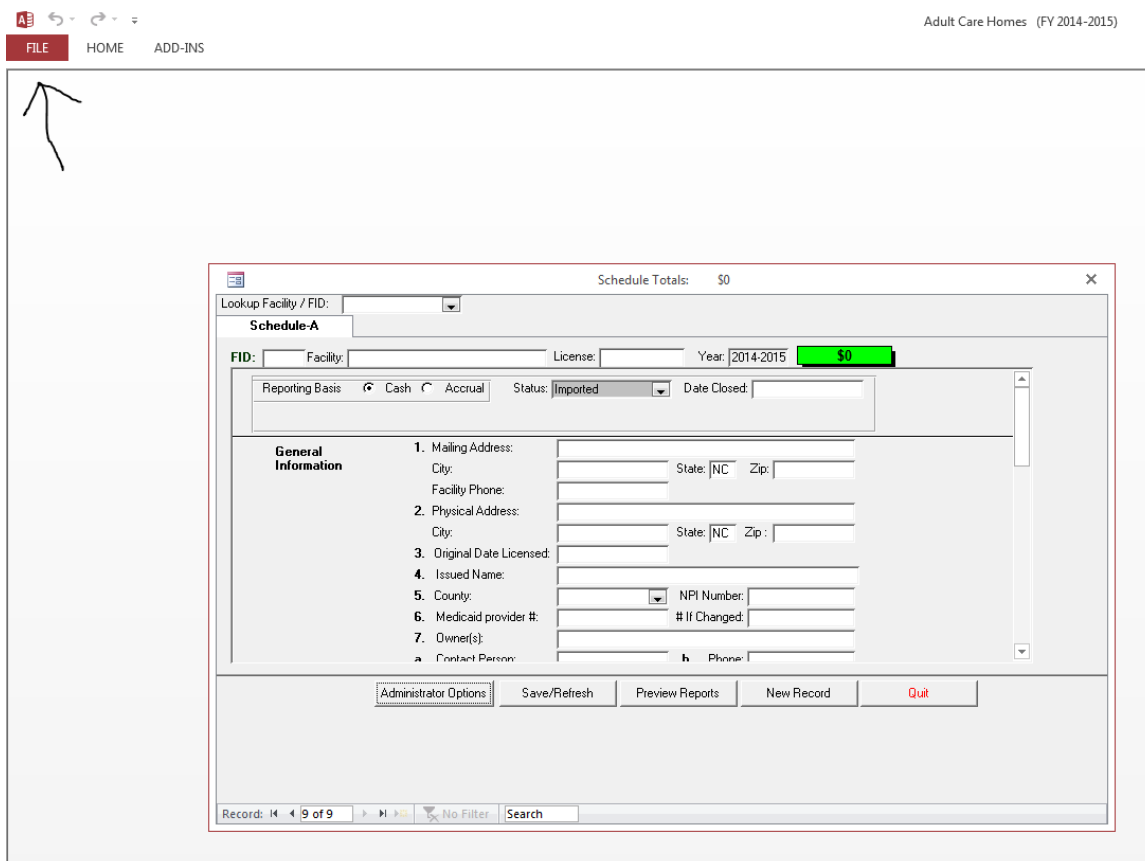 Adult Care Homes (FY 2014-2015)
FILE HOME ADD-INS
Schedule Totals: $0
Lookup Facility / FID:
Schedule-A
FID: Facility: License: Year: 2014-2015 $0
Reporting Basis Cash Accrual Status: Imported Date Closed:
General Information
1. Mailing Address:
City: State: NC Zip:
Facility Phone:
2. Physical Address:
City: State: NC Zip :
3. Original Date Licensed:
4. Issued Name:
5. County: NPI Number:
6. Medicaid provider #: # If Changed:
7. Owner(s):
a. Contact Person: b. Phone:
Administrator Options Save/Refresh Preview Reports New Record Quit
Record: 9 of 9 No Filter Search